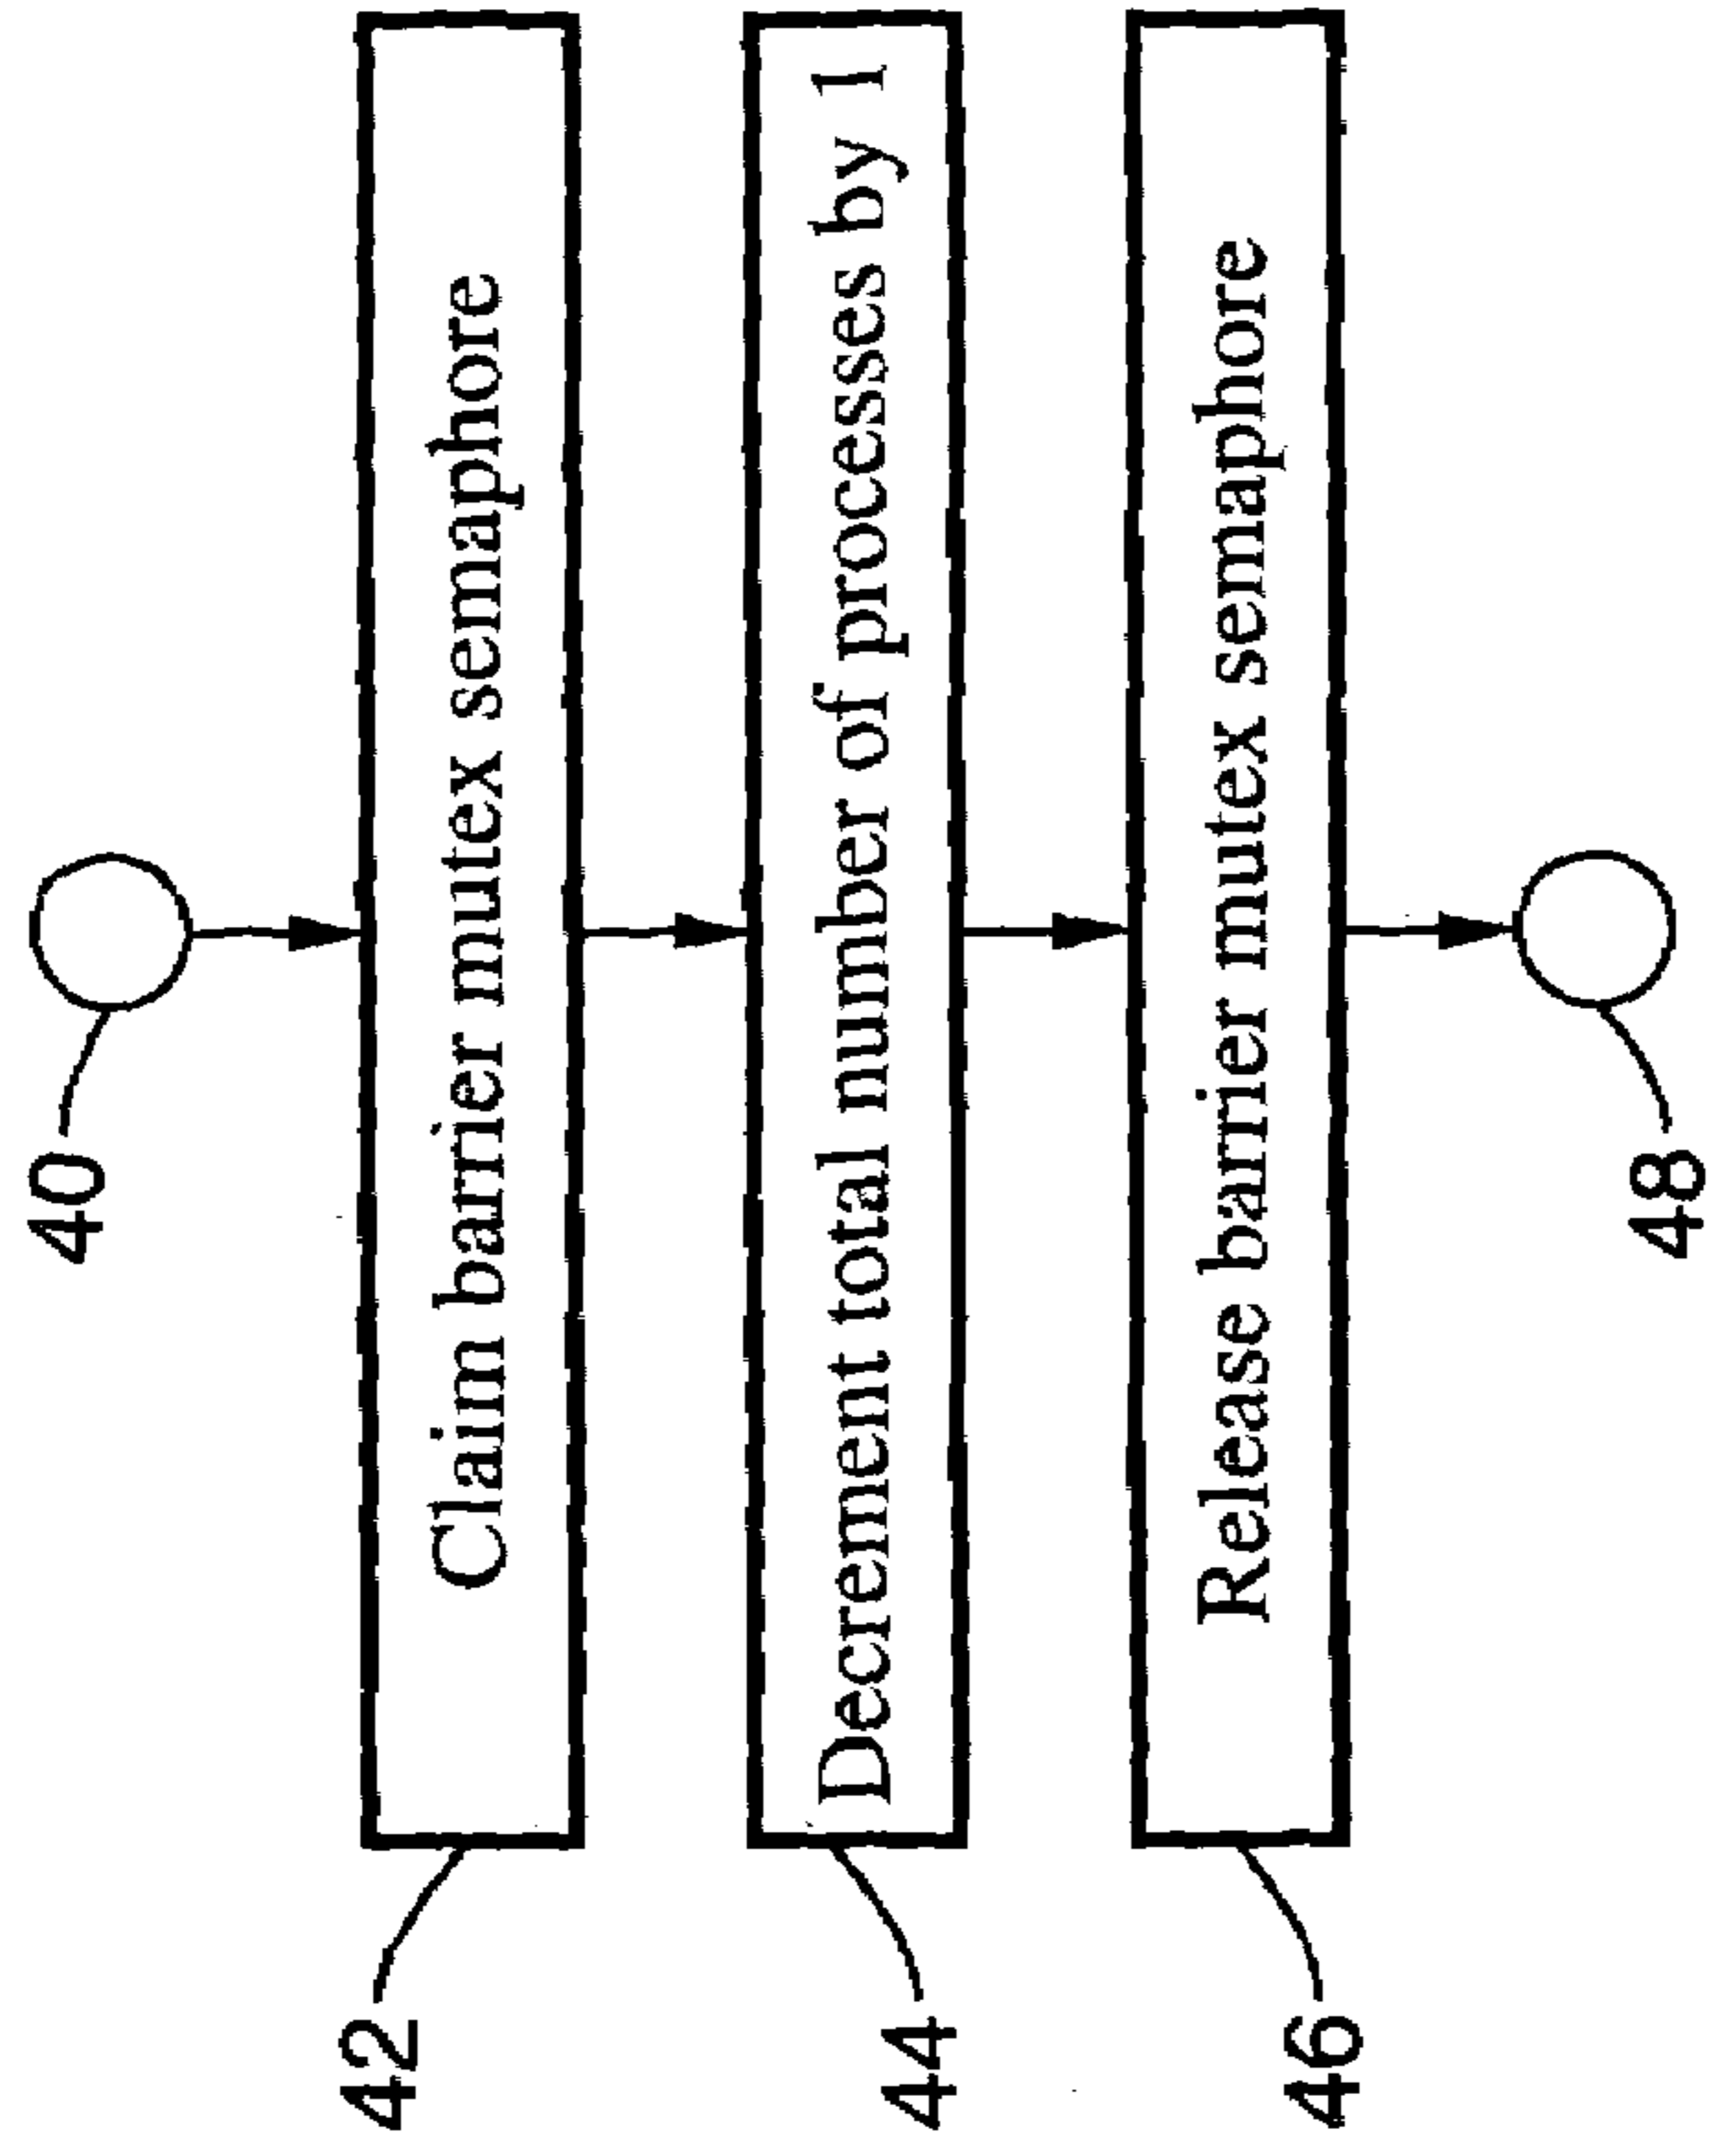 40
Claim barrier mutex semaphore
42
Decrement total number of processes by 1
44
Release barrier mutex semaphore
46
48